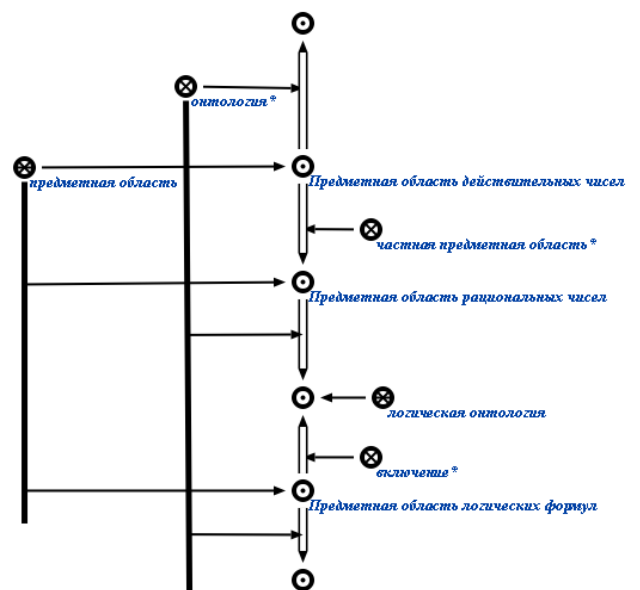 онтология*
предметная область
Предметная область действительных чисел
частная предметная область*
Предметная область рациональных чисел
логическая онтология
включение*
Предметная область логических формул